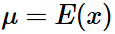 μ = E(x)